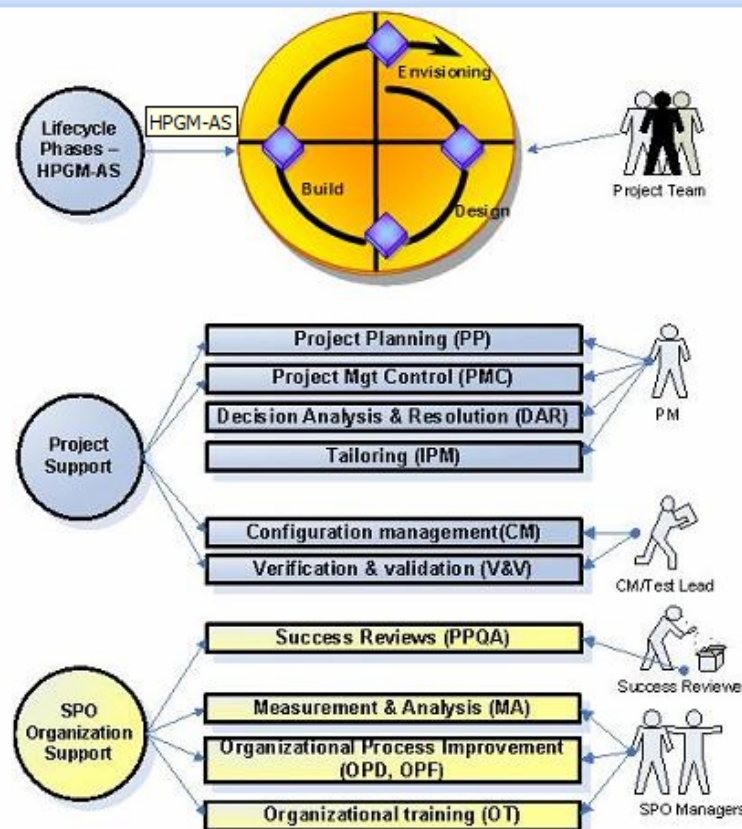 Envisioning
Lifecycle
Phases –
HPGM-AS
HPGM-AS
Build
Design
Project Team
Project Planning (PP)
Project Mgt Control (PMC)
Decision Analysis & Resolution (DAR)
Tailoring (IPM)
PM
Project
Support
Configuration management(CM)
Verification & validation (V&V)
CM/Test Lead
Success Reviews (PPQA)
Success Reviewe
SPO
Organization
Support
Measurement & Analysis (MA)
Organizational Process Improvement
(OPD, OPF)
Organizational training (OT)
SPO Managers